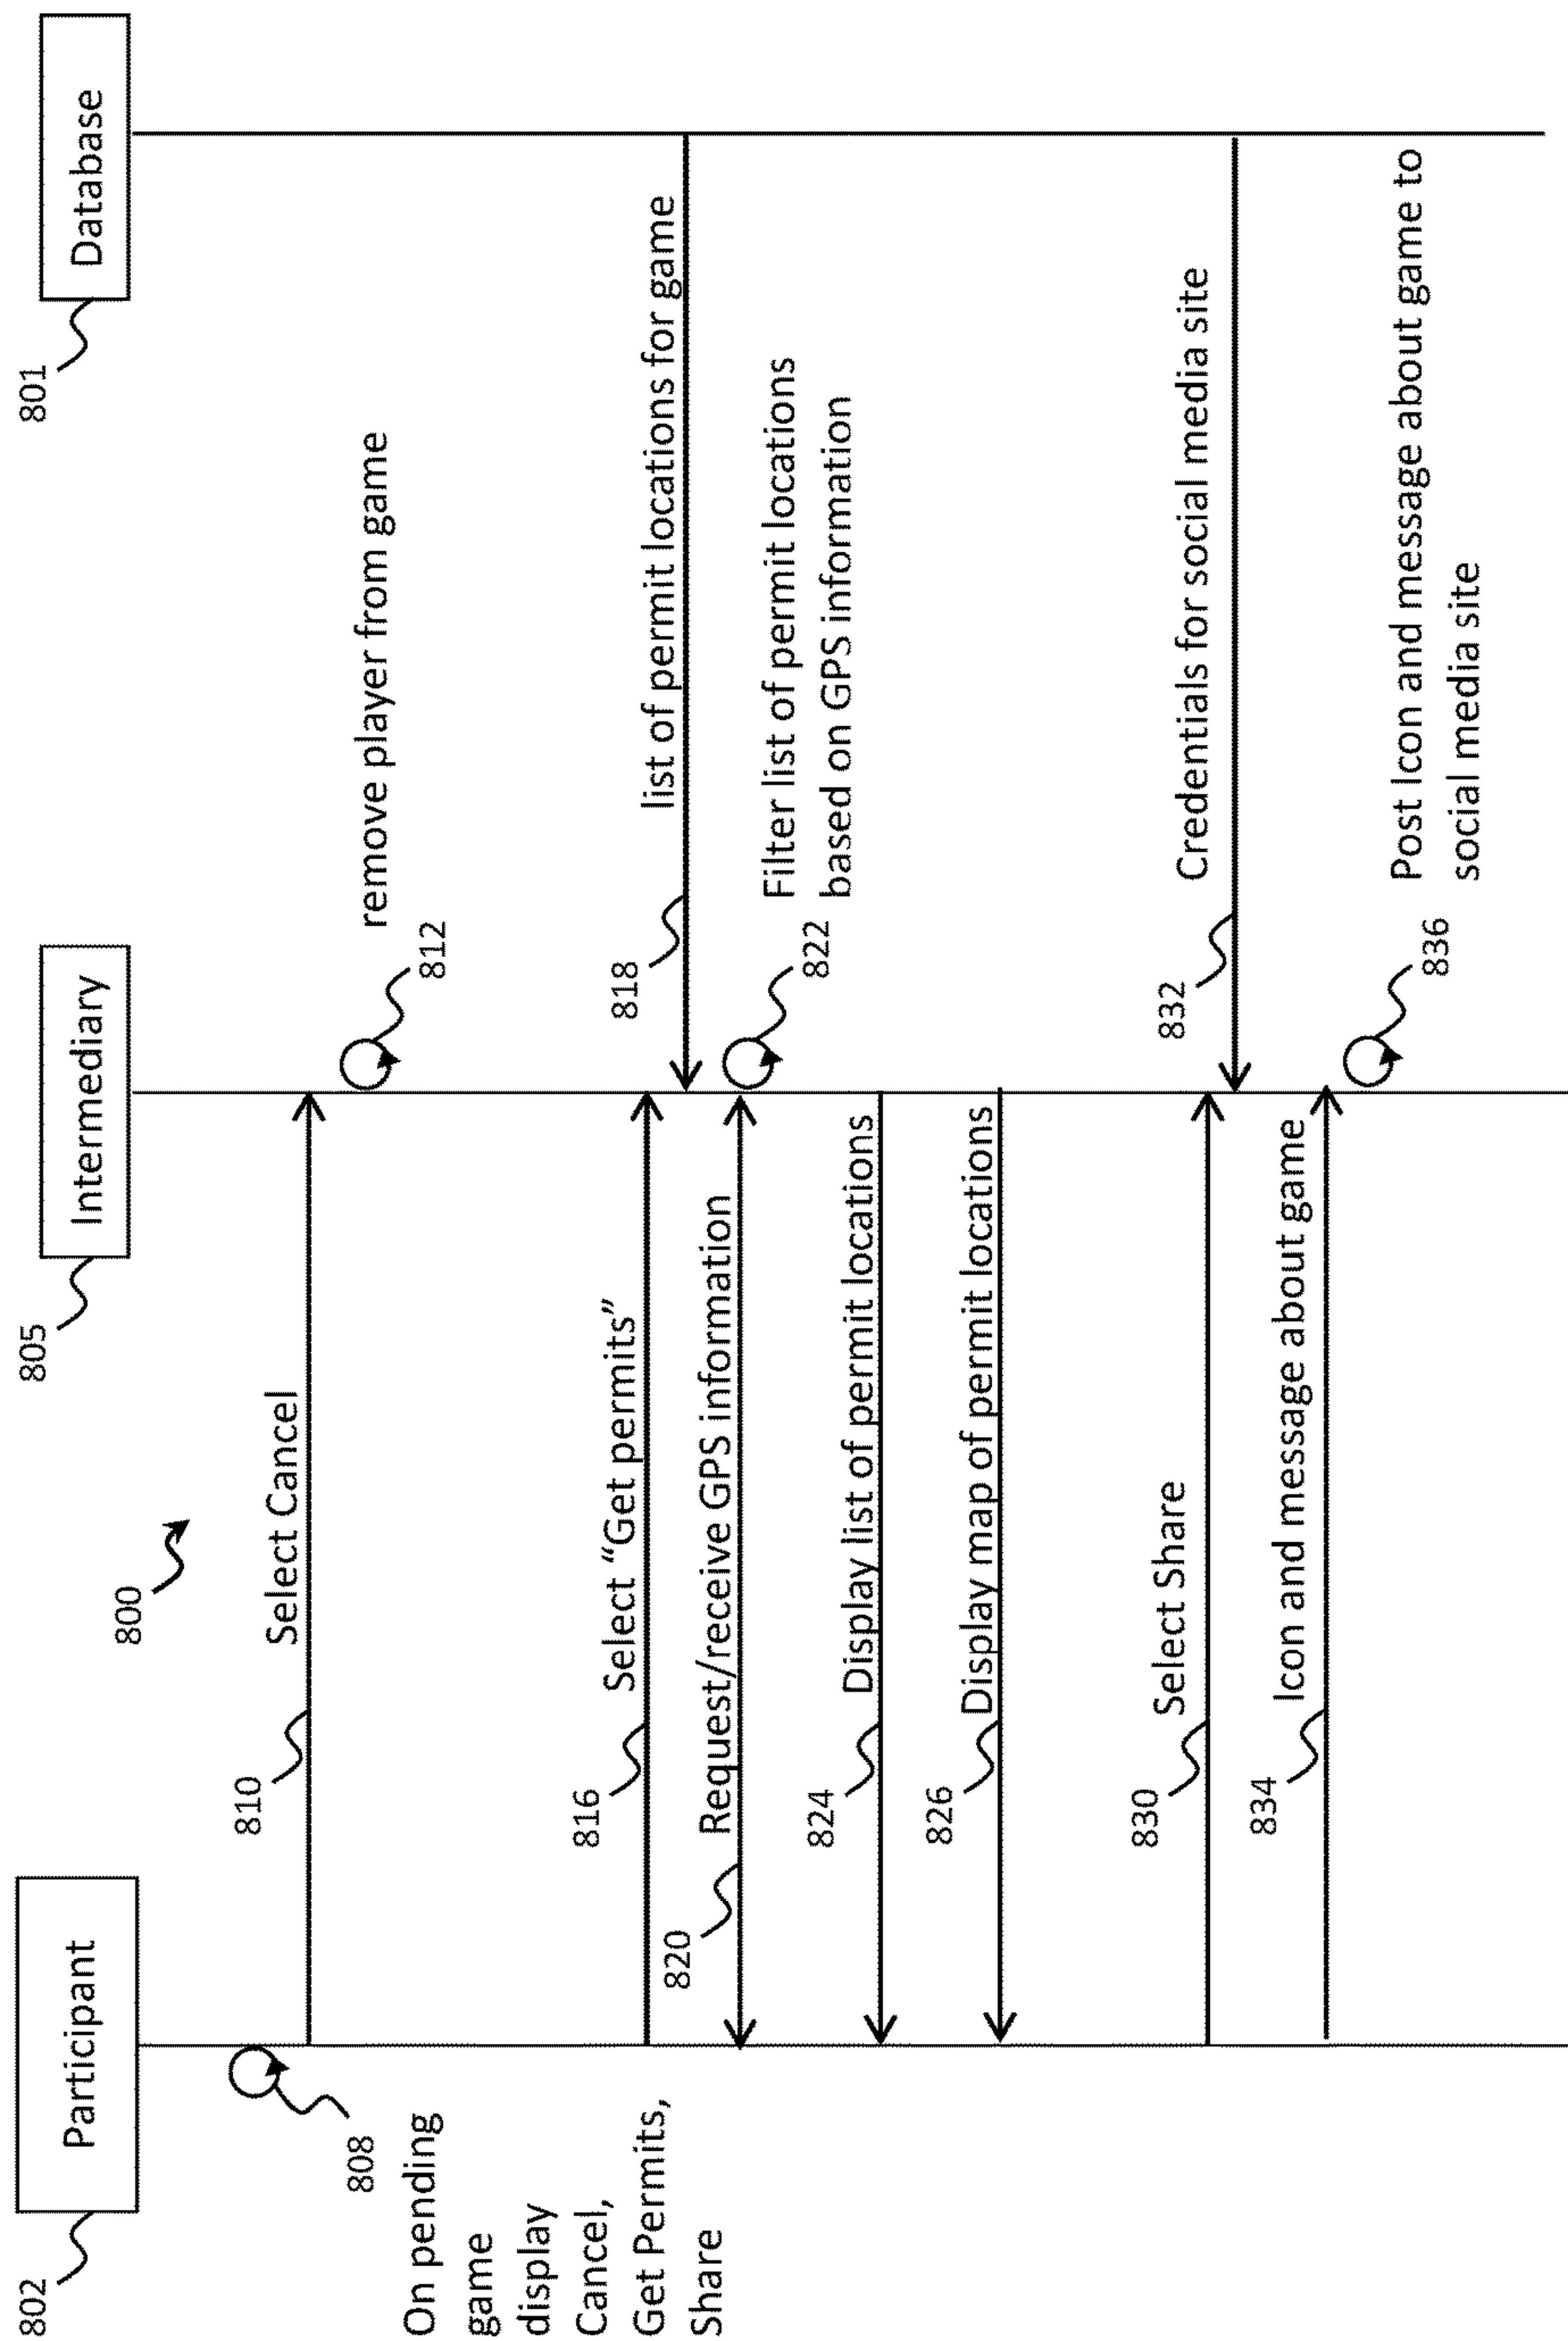 802
Participant
805
Intermediary
801
Database
800
808
On pending
game
display
Cancel,
Get Permits,
Share
810
Select Cancel
812
remove player from game
816
Select “Get permits”
818
list of permit locations for game
820
Request/receive GPS information
822
Filter list of permit locations
based on GPS information
824
Display list of permit locations
826
Display map of permit locations
830
Select Share
832
Credentials for social media site
834
Icon and message about game
836
Post Icon and message about game to
social media site